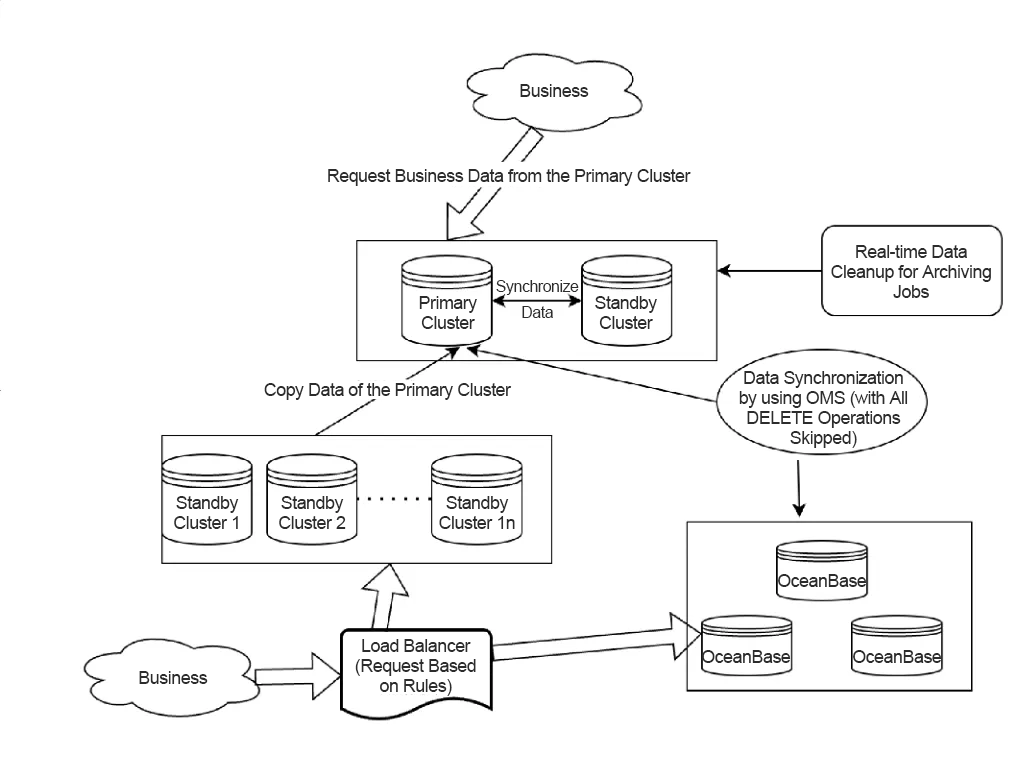 Business
Request Business Data from the Primary Cluster
Primary
Cluster
Synchronize
Data
Standby
Cluster
Real-time Data
Cleanup for Archiving
Jobs
Copy Data of the Primary Cluster
Data Synchronization
by using OMS (with All
DELETE Operations
Skipped)
Standby
Cluster 1
Standby
Cluster 2
Standby
Cluster 1n
OceanBase
OceanBase
OceanBase
Business
Load Balancer
(Request Based
on Rules)